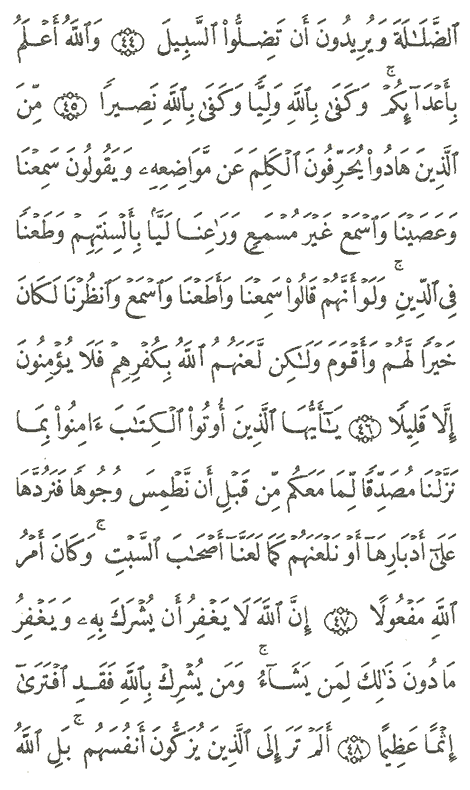 ٱلضَّلَـٰلَةَ وَيُرِيدُونَ أَن تَضِلُّوا۟ ٱلسَّبِيلَ ﴿٤٤﴾ وَٱللَّهُ أَعْلَمُ
بِأَعْدَآئِكُمْ ۚ وَكَفَىٰ بِٱللَّهِ وَلِيًّا وَكَفَىٰ بِٱللَّهِ نَصِيرًا ﴿٤٥﴾ مِّنَ
ٱلَّذِينَ هَادُوا۟ يُحَرِّفُونَ ٱلْكَلِمَ عَن مَّوَاضِعِهِۦ وَيَقُولُونَ سَمِعْنَا
وَعَصَيْنَا وَٱسْمَعْ غَيْرَ مُسْمَعٍ وَرَٰعِنَا لَيًّۢا بِأَلْسِنَتِهِمْ وَطَعْنًا
فِى ٱلدِّينِ ۚ وَلَوْ أَنَّهُمْ قَالُوا۟ سَمِعْنَا وَأَطَعْنَا وَٱسْمَعْ وَٱنظُرْنَا لَكَانَ
خَيْرًا لَّهُمْ وَأَقْوَمَ وَلَـٰكِن لَّعَنَهُمُ ٱللَّهُ بِكُفْرِهِمْ فَلَا يُؤْمِنُونَ
إِلَّا قَلِيلًا ﴿٤٦﴾ يَـٰٓأَيُّهَا ٱلَّذِينَ أُوتُوا۟ ٱلْكِتَـٰبَ ءَامِنُوا۟ بِمَا
نَزَّلْنَا مُصَدِّقًا لِّمَا مَعَكُم مِّن قَبْلِ أَن نَّطْمِسَ وُجُوهًا فَنَرُدَّهَا
عَلَىٰٓ أَدْبَارِهَآ أَوْ نَلْعَنَهُمْ كَمَا لَعَنَّآ أَصْحَـٰبَ ٱلسَّبْتِ ۚ وَكَانَ أَمْرُ
ٱللَّهِ مَفْعُولًا ﴿٤٧﴾ إِنَّ ٱللَّهَ لَا يَغْفِرُ أَن يُشْرَكَ بِهِۦ وَيَغْفِرُ
مَا دُونَ ذَٰلِكَ لِمَن يَشَآءُ ۚ وَمَن يُشْرِكْ بِٱللَّهِ فَقَدِ ٱفْتَرَىٰٓ
إِثْمًا عَظِيمًا ﴿٤٨﴾ أَلَمْ تَرَ إِلَى ٱلَّذِينَ يُزَكُّونَ أَنفُسَهُم ۚ بَلِ ٱللَّهُ